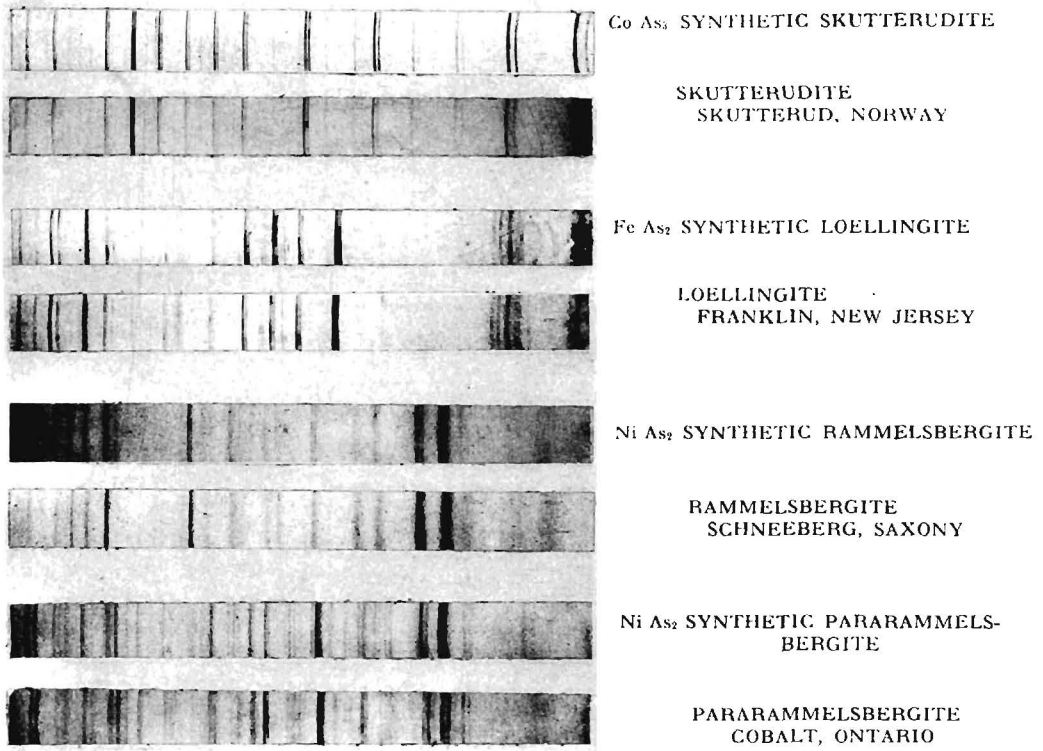 Co As₃ SYNTHETIC SKUTTERUDITE
SKUTTERUDITE
SKUTTERUD, NORWAY
Fe As₂ SYNTHETIC LOELLINGITE
LOELLINGITE
FRANKLIN, NEW JERSEY
Ni As₂ SYNTHETIC RAMMELSBERGITE
RAMMELSBERGITE
SCHNEEBERG, SAXONY
Ni As₂ SYNTHETIC PARARAMMELS-
BERGITE
PARARAMMELSBERGITE
COBALT, ONTARIO